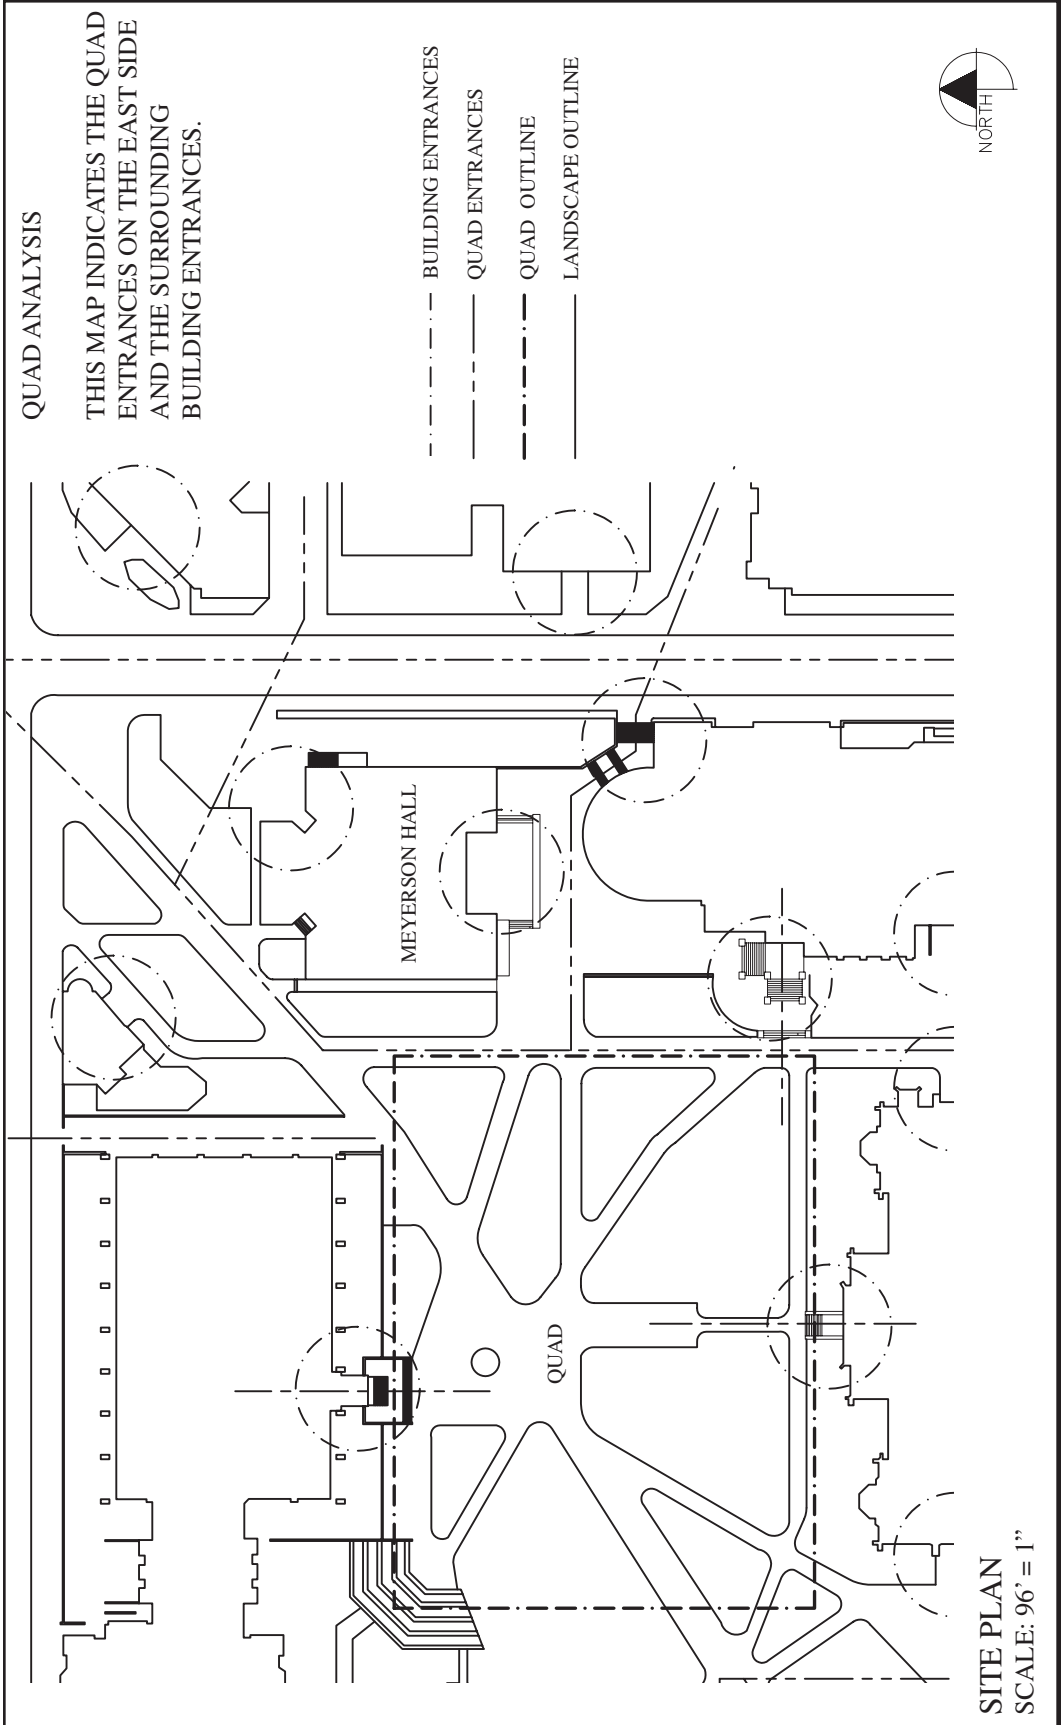 QUAD ANALYSIS
THIS MAP INDICATES THE QUAD
ENTRANCES ON THE EAST SIDE
AND THE SURROUNDING
BUILDING ENTRANCES.
BUILDING ENTRANCES
QUAD ENTRANCES
QUAD OUTLINE
LANDSCAPE OUTLINE
NORTH
MEYERSON HALL
QUAD
SITE PLAN
SCALE: 96' = 1”